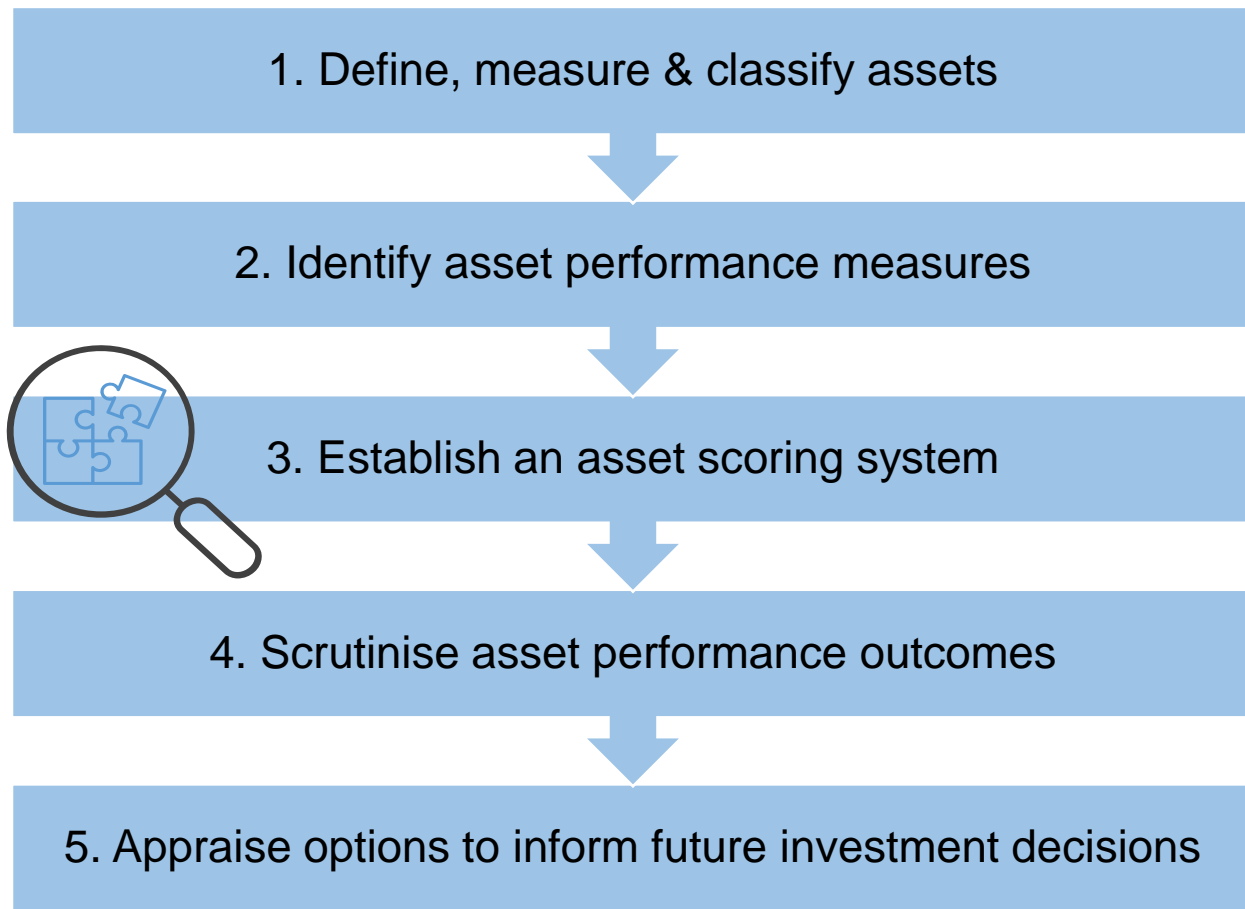 1. Define, measure & classify assets
2. Identify asset performance measures
3. Establish an asset scoring system
4. Scrutinise asset performance outcomes
5. Appraise options to inform future investment decisions